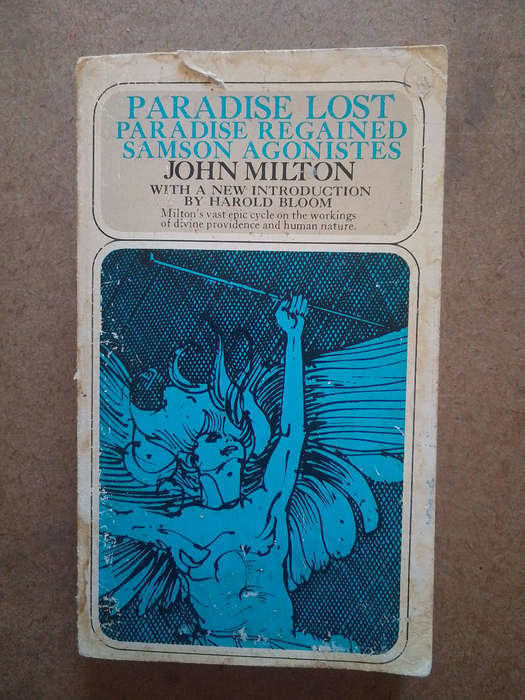 PARADISE LOST
PARADISE REGAINED
SAMSON AGONISTES
JOHN MILTON
WITH A NEW INTRODUCTION
BY HAROLD BLOOM
Milton's vast epic cycle on the workings
of divine providence and human nature.